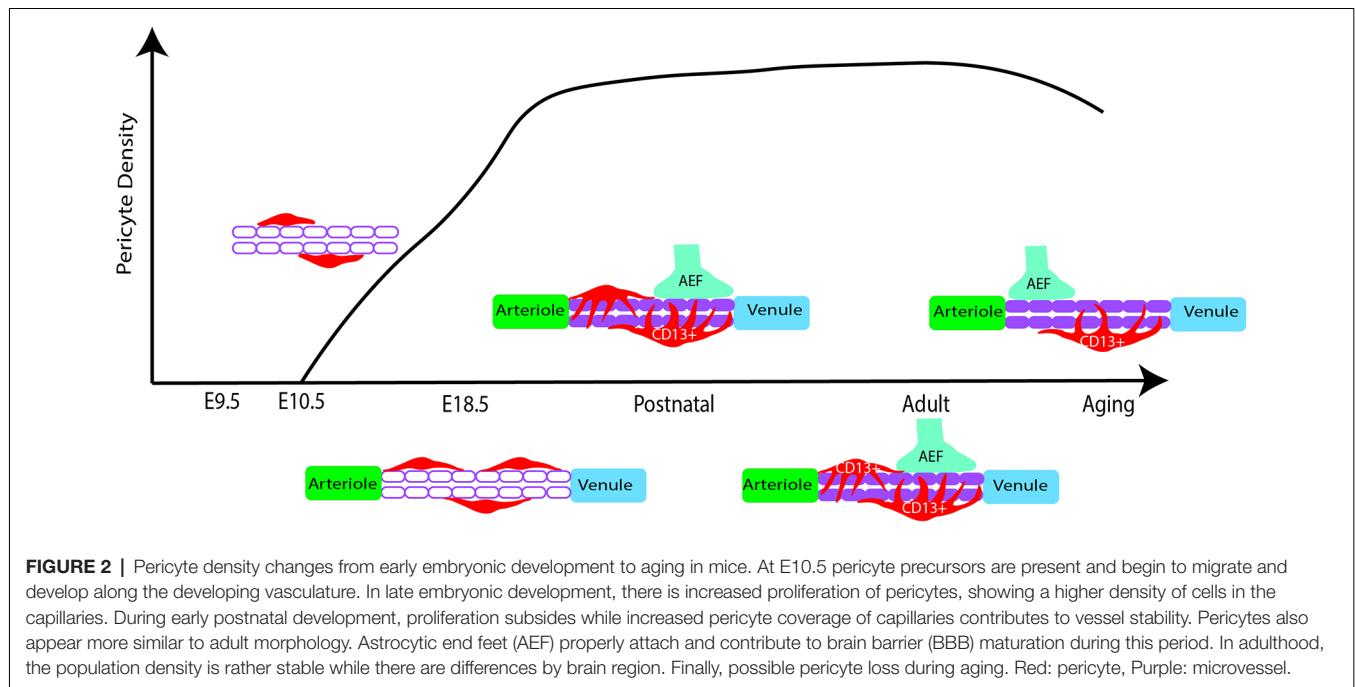 Pericyte Density
AEF
AEF
Arteriole
CD13+
Venule
Arteriole
CD13+
Venule
E9.5 E10.5 E18.5 Postnatal Adult Aging
AEF
CD13+
Arteriole
Venule
Arteriole
CD13+
Venule
FIGURE 2 | Pericyte density changes from early embryonic development to aging in mice. At E10.5 pericyte precursors are present and begin to migrate and
develop along the developing vasculature. In late embryonic development, there is increased proliferation of pericytes, showing a higher density of cells in the
capillaries. During early postnatal development, proliferation subsides while increased pericyte coverage of capillaries contributes to vessel stability. Pericytes also
appear more similar to adult morphology. Astrocytic end feet (AEF) properly attach and contribute to brain barrier (BBB) maturation during this period. In adulthood,
the population density is rather stable while there are differences by brain region. Finally, possible pericyte loss during aging. Red: pericyte, Purple: microvessel.